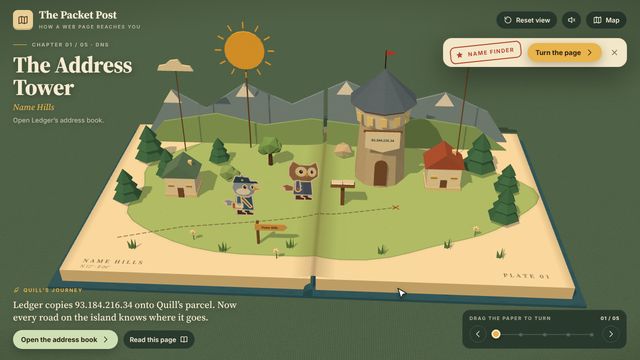 The Packet Post
HOW A WEB PAGE REACHES YOU
Reset view
Map
CHAPTER 01 / 05 · DNS
The Address
Tower
Name Hills
Open Ledger's address book.
NAME FINDER
Turn the page
93.184.216.34
Name Hills
NAME HILLS
PLATE 01
QUILL'S JOURNEY
Ledger copies 93.184.216.34 onto Quill's parcel. Now
every road on the island knows where it goes.
Open the address book
Read this page
DRAG THE PAPER TO TURN
01 / 05